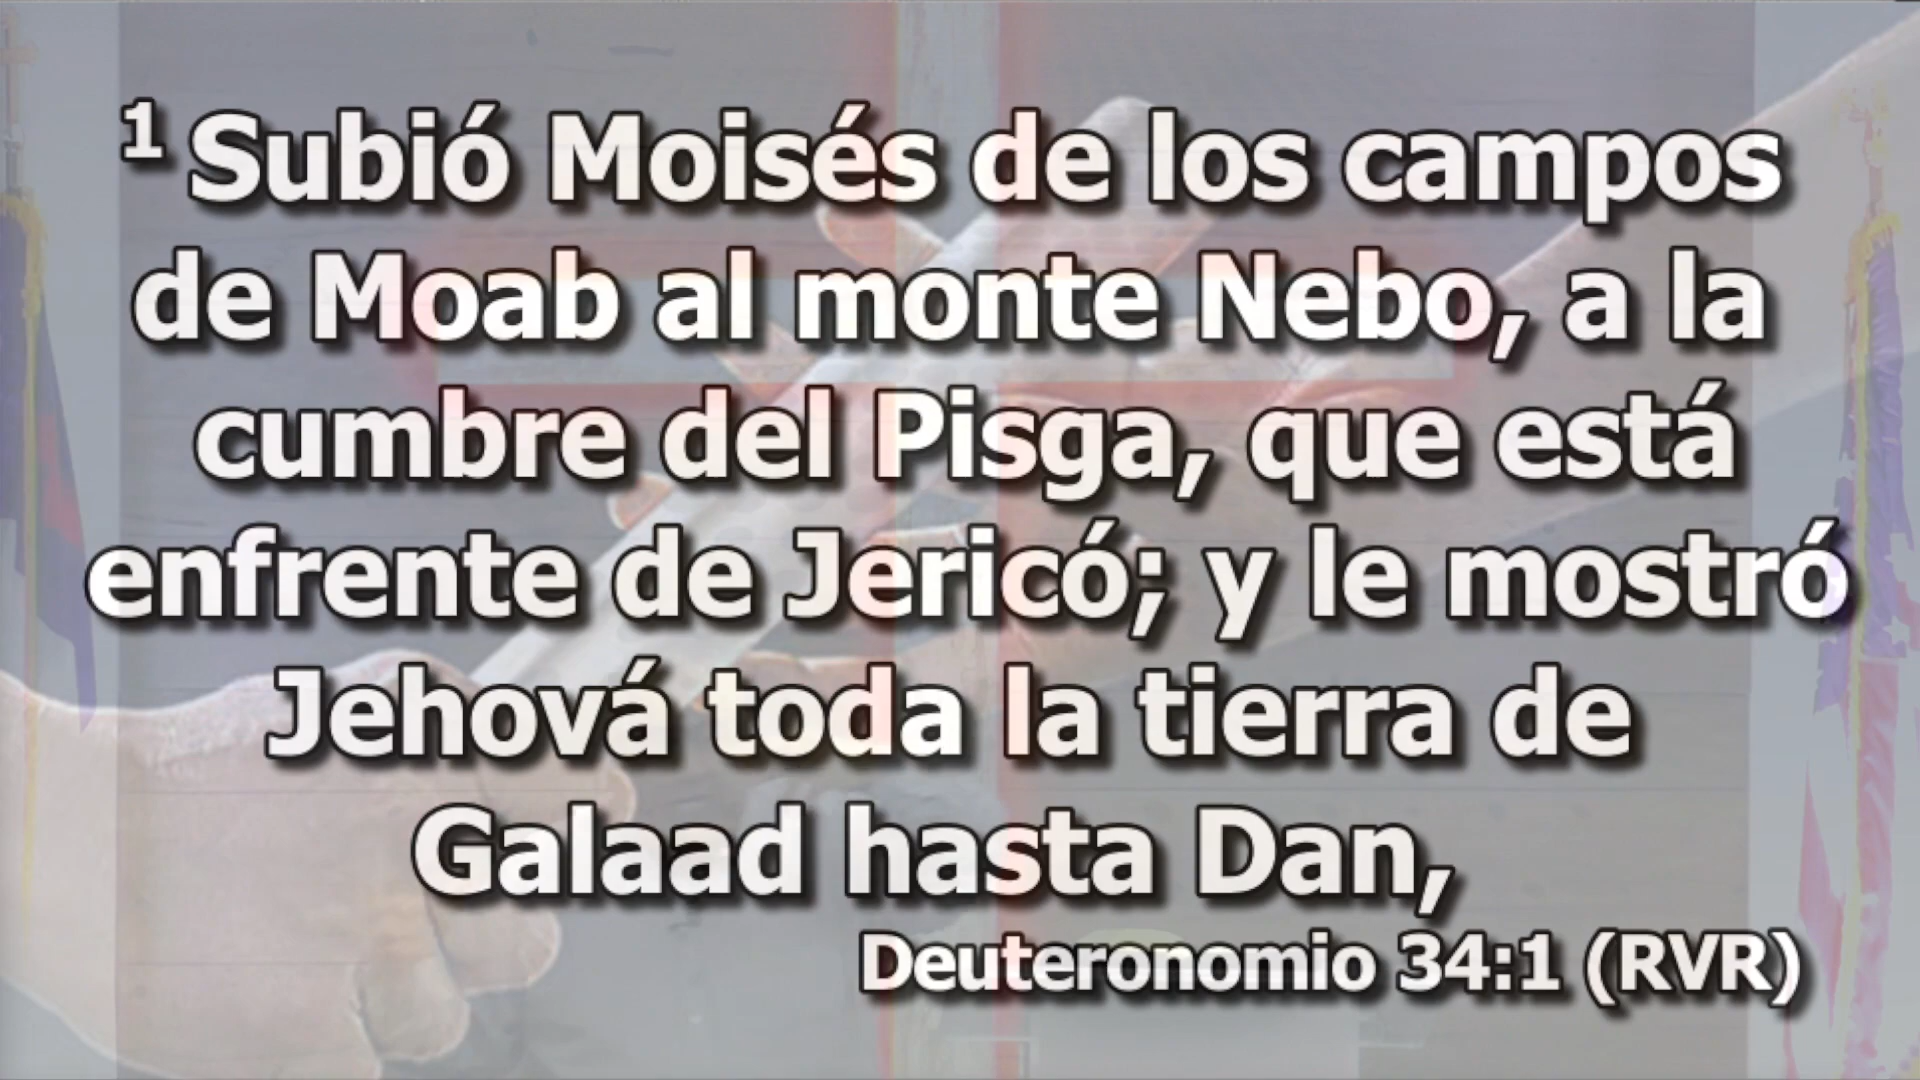 1 Subió Moisés de los campos
de Moab al monte Nebo, a la
cumbre del Pisga, que está
enfrente de Jericó; y le mostró
Jehová toda la tierra de
Galaad hasta Dan,
Deuteronomio 34:1 (RVR)